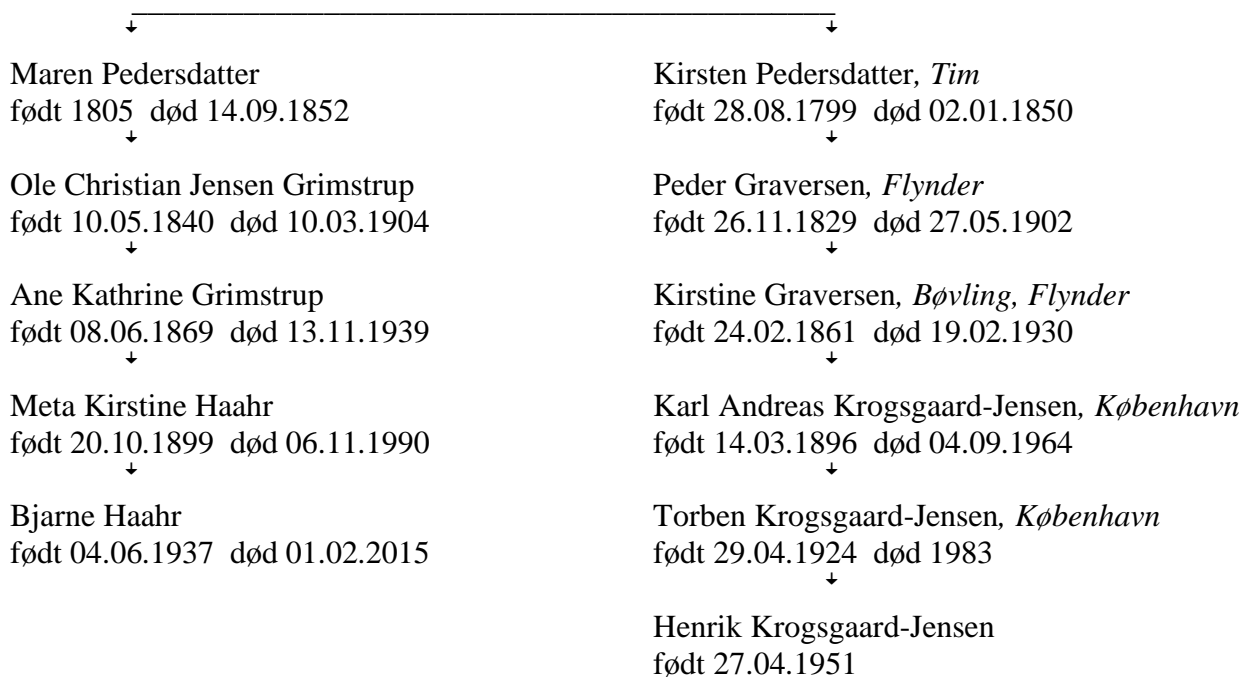 Maren Pedersdatter
født 1805 død 14.09.1852
Ole Christian Jensen Grimstrup
født 10.05.1840 død 10.03.1904
Ane Kathrine Grimstrup
født 08.06.1869 død 13.11.1939
Meta Kirstine Haahr
født 20.10.1899 død 06.11.1990
Bjarne Haahr
født 04.06.1937 død 01.02.2015
Kirsten Pedersdatter, Tim
født 28.08.1799 død 02.01.1850
Peder Graversen, Flynder
født 26.11.1829 død 27.05.1902
Kirstine Graversen, Bøvling, Flynder
født 24.02.1861 død 19.02.1930
Karl Andreas Krogsgaard-Jensen, København
født 14.03.1896 død 04.09.1964
Torben Krogsgaard-Jensen, København
født 29.04.1924 død 1983
Henrik Krogsgaard-Jensen
født 27.04.1951